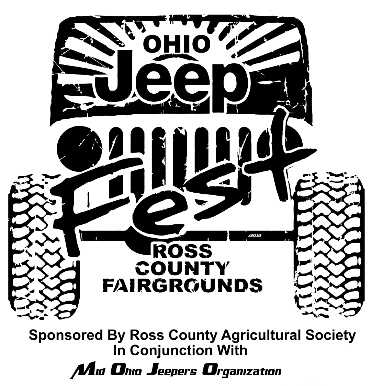 OHIO
Jeep
Fest
ROSS
COUNTY
FAIRGROUNDS
Sponsored By Ross County Agricultural Society
In Conjunction With
Mid Ohio Jeepers Organization